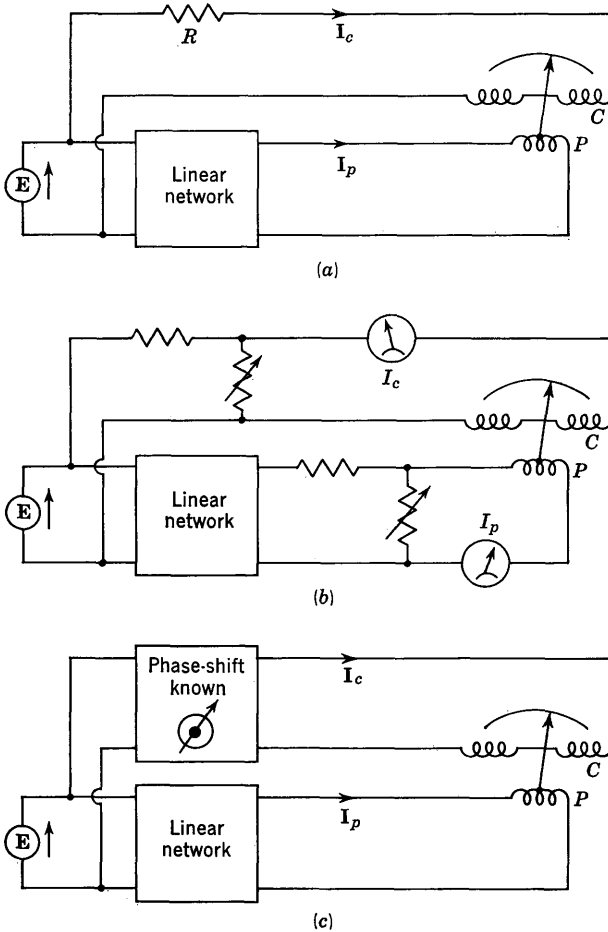 R
I_c
C
P
E
Linear
network
I_p
(a)
I_c
C
P
E
Linear
network
I_p
(b)
Phase-shift
known
I_c
C
P
E
Linear
network
I_p
(c)